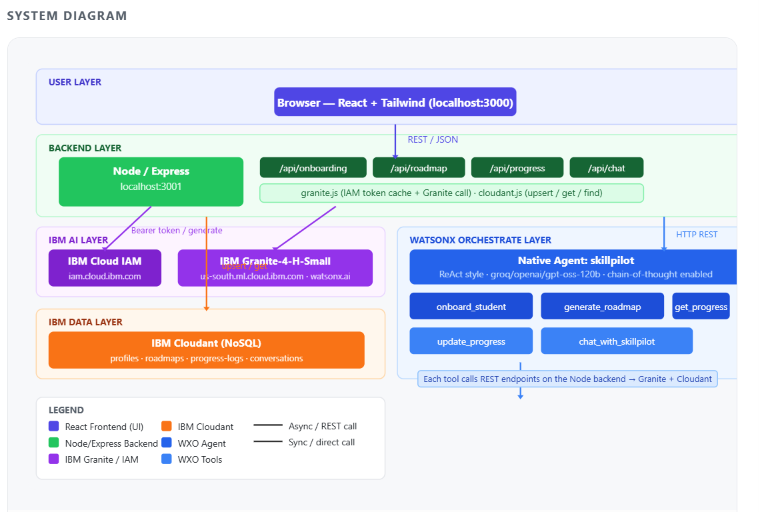 SYSTEM DIAGRAM
USER LAYER
Browser — React + Tailwind (localhost:3000)
REST / JSON
BACKEND LAYER
Node / Express
localhost:3001
/api/onboarding
/api/roadmap
/api/progress
/api/chat
granite.js (IAM token cache + Granite call) · cloudant.js (upsert / get / find)
Bearer token / generate
HTTP REST
IBM AI LAYER
IBM Cloud IAM
iam.cloud.ibm.com
IBM Granite-4-H-Small
upsert / get
us-south.ml.cloud.ibm.com · watsonx.ai
WATSONX ORCHESTRATE LAYER
Native Agent: skillpilot
ReAct style · groq/openai/gpt-oss-120b · chain-of-thought enabled
onboard_student
generate_roadmap
get_progress
update_progress
chat_with_skillpilot
Each tool calls REST endpoints on the Node backend → Granite + Cloudant
IBM DATA LAYER
IBM Cloudant (NoSQL)
profiles · roadmaps · progress-logs · conversations
LEGEND
React Frontend (UI)
IBM Cloudant
Async / REST call
Node/Express Backend
WXO Agent
Sync / direct call
IBM Granite / IAM
WXO Tools